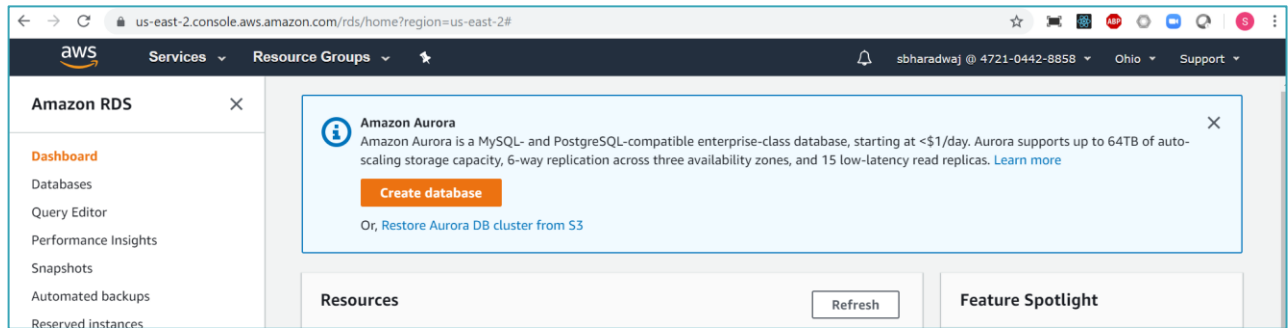 us-east-2.console.aws.amazon.com/rds/home?region=us-east-2#
ABP
S
aws
Services
Resource Groups
sbharadwaj @ 4721-0442-8858
Ohio
Support
Amazon RDS
Dashboard
Databases
Query Editor
Performance Insights
Snapshots
Automated backups
Reserved instances
Amazon Aurora
Amazon Aurora is a MySQL- and PostgreSQL-compatible enterprise-class database, starting at <$1/day. Aurora supports up to 64TB of auto-
scaling storage capacity, 6-way replication across three availability zones, and 15 low-latency read replicas. Learn more
Create database
Or, Restore Aurora DB cluster from S3
Resources
Refresh
Feature Spotlight